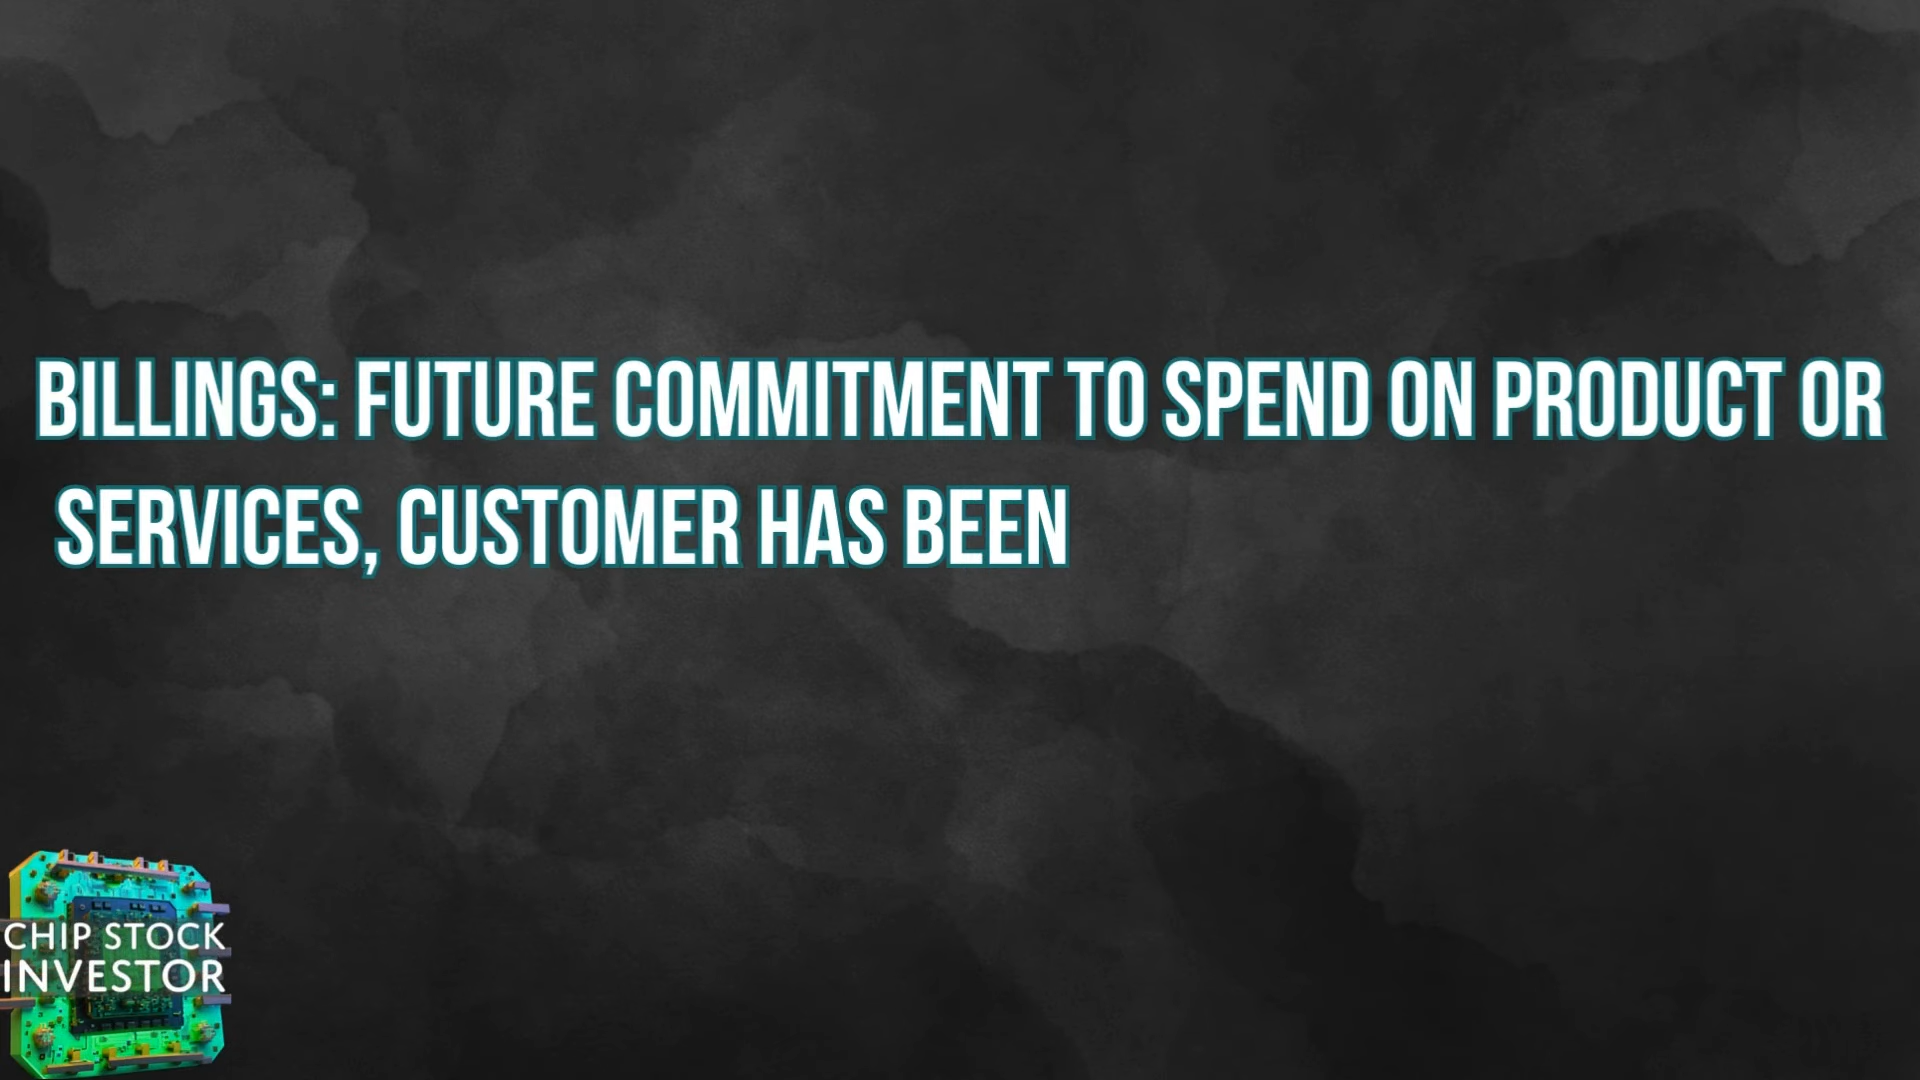 BILLINGS: FUTURE COMMITMENT TO SPEND ON PRODUCT OR
SERVICES, CUSTOMER HAS BEEN
CHIP STOCK
INVESTOR